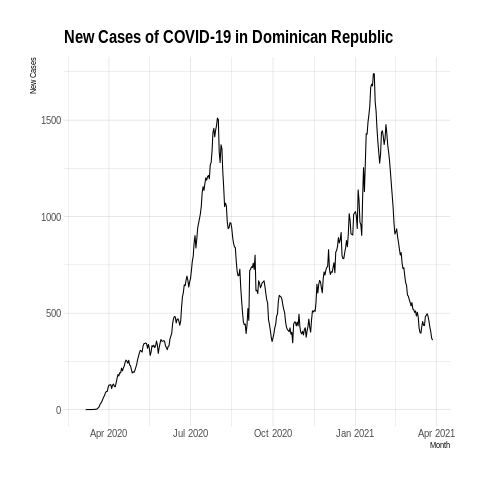 New Cases of COVID-19 in Dominican Republic
New Cases
1500
1000
500
0
Apr 2020 Jul 2020 Oct 2020 Jan 2021 Apr 2021
Month